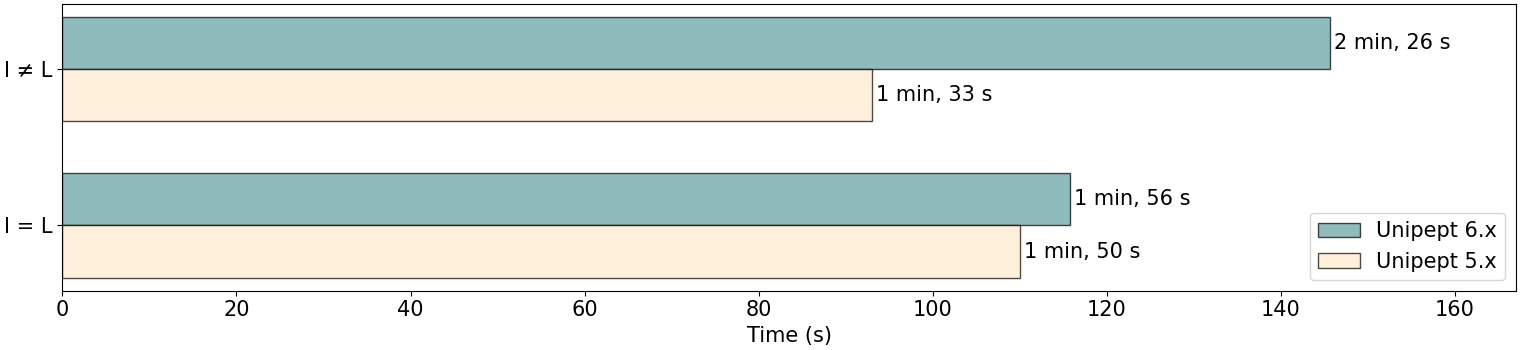 2 min, 26 s
I ≠ L
1 min, 33 s
1 min, 56 s
I = L
Unipept 6.x
1 min, 50 s
Unipept 5.x
0 20 40 60 80 100 120 140 160
Time (s)